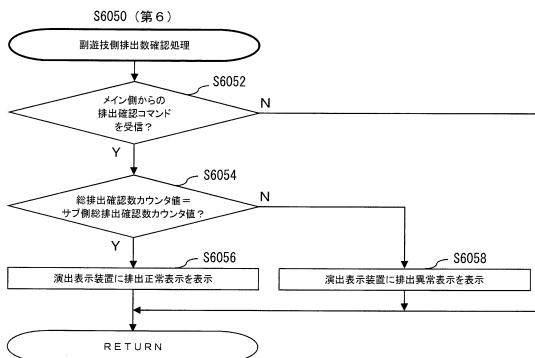 S6050（第６）
副遊技側排出数確認処理
S6052
メイン側からの
排出確認コマンド
を受信？
N
Y
S6054
総排出確認数カウンタ値＝
サブ側総排出確認数カウンタ値？
N
Y
S6056
演出表示装置に排出正常表示を表示
S6058
演出表示装置に排出異常表示を表示
ＲＥＴＵＲＮ